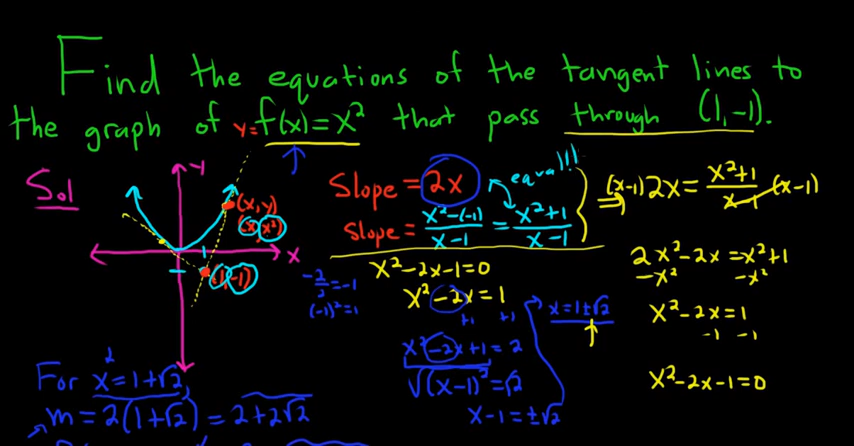 Find the equations of the tangent lines to
the graph of y = f(x) = x² that pass through (1,-1).
Sol
Y
X
1
(x,y)
(x,x²)
(1,-1)
Slope = 2x
equal!!!
Slope = x²-(-1)/x-1 = x²+1/x-1
⇒ (x-1)2x = x²+1/x-1 (x-1)
2x²-2x = x²+1
-x² -x²
x²-2x = 1
-1 -1
x²-2x-1=0
x²-2x-1=0
-2/2 = -1
(-1)² = 1
x²-2x = 1
+1 +1
x²-2x+1 = 2
√(x-1)² = √2
x-1 = ±√2
x = 1±√2
For x = 1+√2,
m = 2(1+√2) = 2+2√2